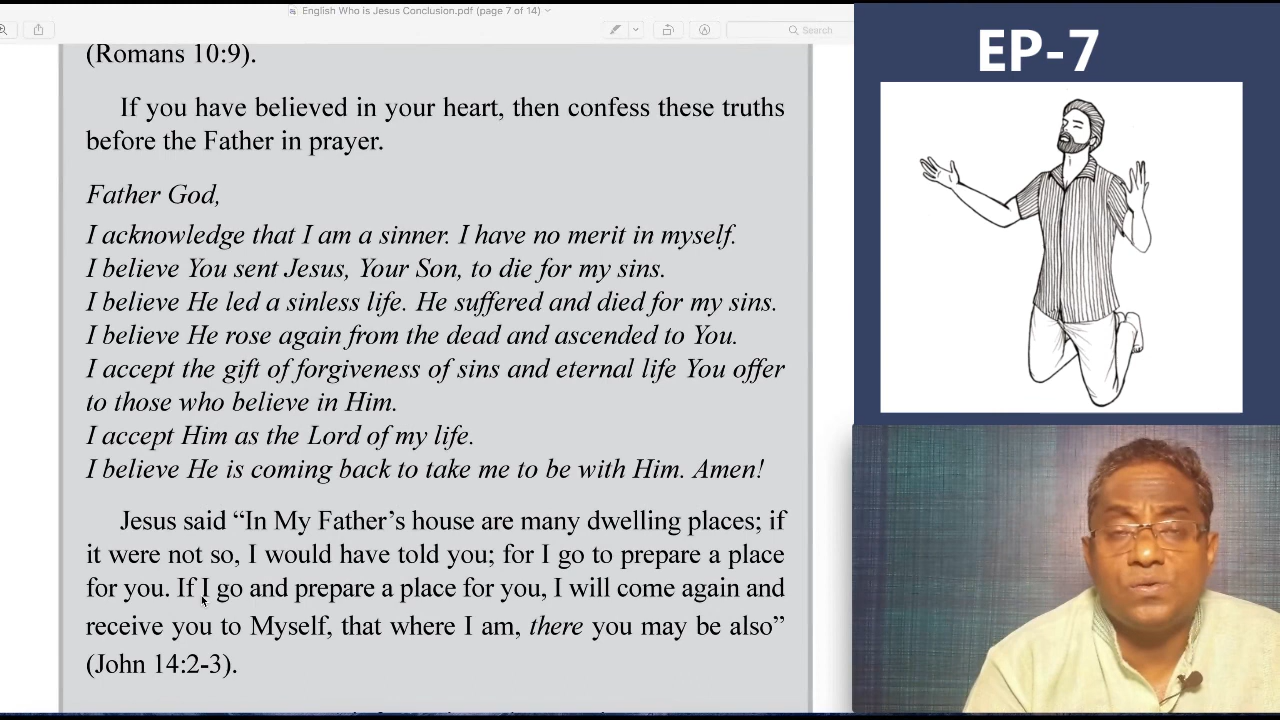 English Who is Jesus Conclusion.pdf (page 7 of 14)
Search
EP-7
(Romans 10:9).
If you have believed in your heart, then confess these truths
before the Father in prayer.
Father God,
I acknowledge that I am a sinner. I have no merit in myself.
I believe You sent Jesus, Your Son, to die for my sins.
I believe He led a sinless life. He suffered and died for my sins.
I believe He rose again from the dead and ascended to You.
I accept the gift of forgiveness of sins and eternal life You offer
to those who believe in Him.
I accept Him as the Lord of my life.
I believe He is coming back to take me to be with Him. Amen!
Jesus said “In My Father’s house are many dwelling places; if
it were not so, I would have told you; for I go to prepare a place
for you. If I go and prepare a place for you, I will come again and
receive you to Myself, that where I am, there you may be also”
(John 14:2-3).